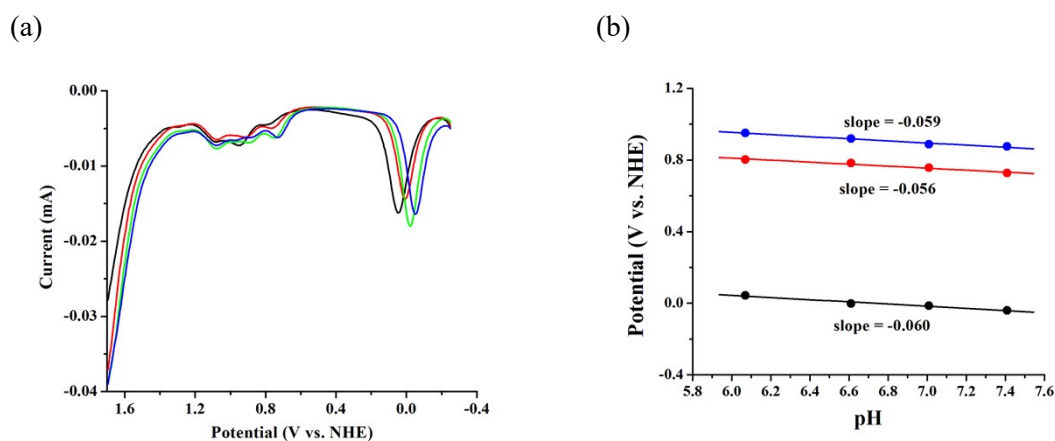 (a)
(b)
0.00
-0.01
-0.02
-0.03
-0.04
1.6
1.2
0.8
0.4
0.0
-0.4
Current (mA)
Potential (V vs. NHE)
1.2
0.8
0.4
0.0
-0.4
5.8
6.0
6.2
6.4
6.6
6.8
7.0
7.2
7.4
7.6
Potential (V vs. NHE)
pH
slope = -0.059
slope = -0.056
slope = -0.060